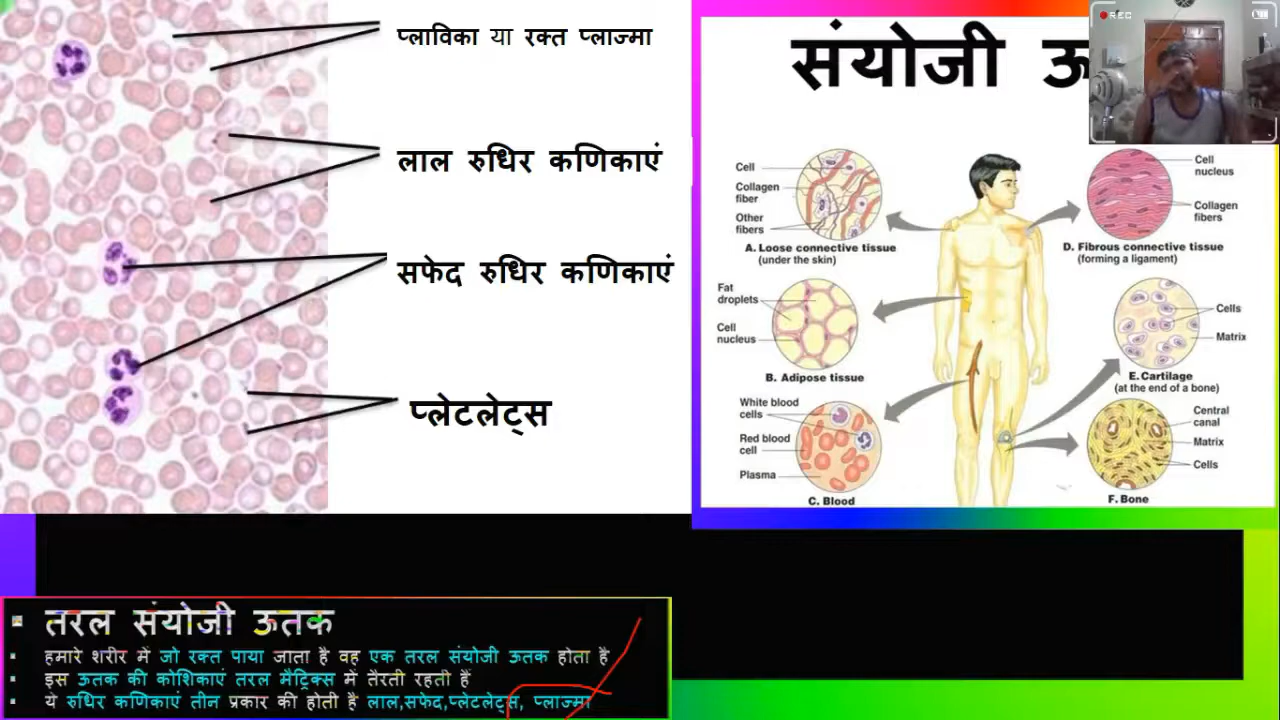 प्लाविका या रक्त प्लाज्मा
लाल रुधिर कणिकाएं
सफेद रुधिर कणिकाएं
प्लेटलेट्स
संयोजी
REC
Cell
Collagen
fiber
Other
fibers
A. Loose connective tissue
(under the skin)
Fat
droplets
Cell
nucleus
B. Adipose tissue
White blood
cells
Red blood
cell
Plasma
C. Blood
Cell
nucleus
Collagen
fibers
D. Fibrous connective tissue
(forming a ligament)
Cells
Matrix
E. Cartilage
(at the end of a bone)
Central
canal
Matrix
Cells
F. Bone
तरल संयोजी ऊतक
हमारे शरीर में जो रक्त पाया जाता है वह एक तरल संयोजी ऊतक होता है
इस ऊतक की कोशिकाएं तरल मैट्रिक्स में तैरती रहती हैं
ये रुधिर कणिकाएं तीन प्रकार की होती है लाल,सफेद,प्लेटलेट्स, प्लाज्मा